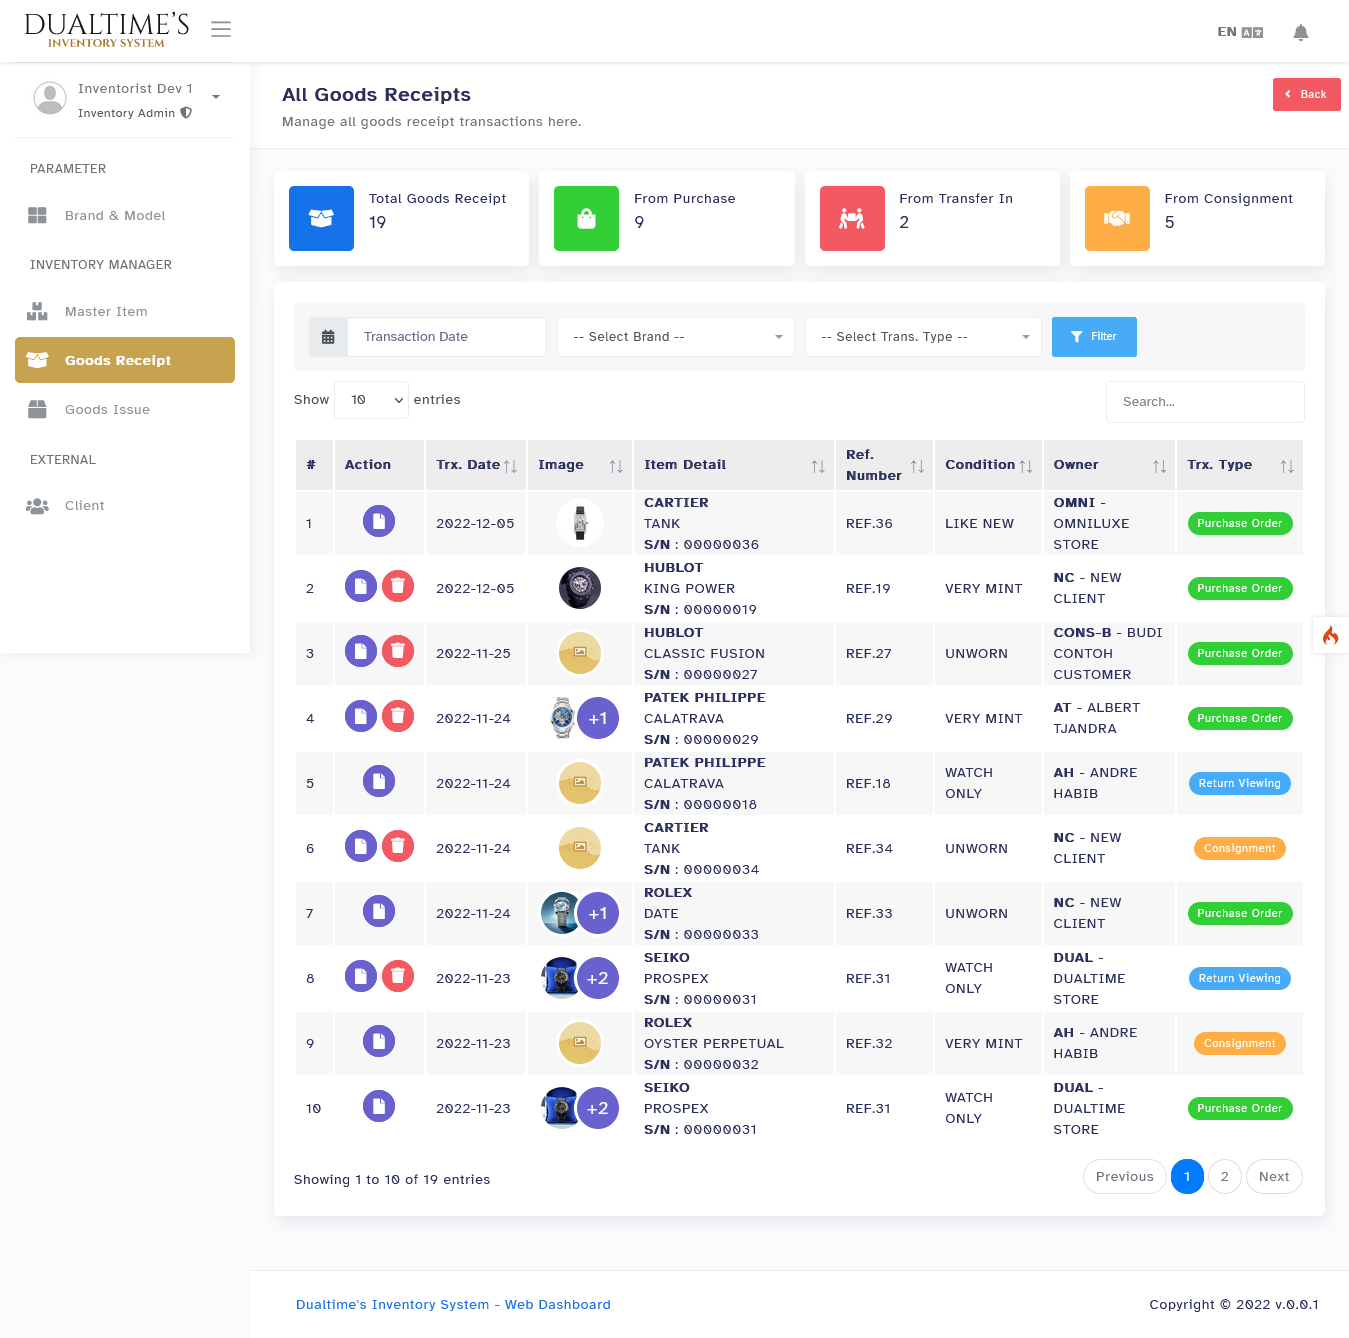 DUALTIME'S
INVENTORY SYSTEM
EN
Inventorist Dev 1
Inventory Admin
PARAMETER
Brand & Model
INVENTORY MANAGER
Master Item
Goods Receipt
Goods Issue
EXTERNAL
Client
All Goods Receipts
Manage all goods receipt transactions here.
Back
Total Goods Receipt
19
From Purchase
9
From Transfer In
2
From Consignment
5
Transaction Date
-- Select Brand --
-- Select Trans. Type --
Filter
Show 10 entries
Search...
# Action Trx. Date Image Item Detail Ref. Number Condition Owner Trx. Type
1 2022-12-05 CARTIER TANK S/N : 00000036 REF.36 LIKE NEW OMNI - OMNILUXE STORE Purchase Order
2 2022-12-05 HUBLOT KING POWER S/N : 00000019 REF.19 VERY MINT NC - NEW CLIENT Purchase Order
3 2022-11-25 HUBLOT CLASSIC FUSION S/N : 00000027 REF.27 UNWORN CONS-B - BUDI CONTOH CUSTOMER Purchase Order
4 2022-11-24 +1 PATEK PHILIPPE CALATRAVA S/N : 00000029 REF.29 VERY MINT AT - ALBERT TJANDRA Purchase Order
5 2022-11-24 PATEK PHILIPPE CALATRAVA S/N : 00000018 REF.18 WATCH ONLY AH - ANDRE HABIB Return Viewing
6 2022-11-24 CARTIER TANK S/N : 00000034 REF.34 UNWORN NC - NEW CLIENT Consignment
7 2022-11-24 +1 ROLEX DATE S/N : 00000033 REF.33 UNWORN NC - NEW CLIENT Purchase Order
8 2022-11-23 +2 SEIKO PROSPEX S/N : 00000031 REF.31 WATCH ONLY DUAL - DUALTIME STORE Return Viewing
9 2022-11-23 ROLEX OYSTER PERPETUAL S/N : 00000032 REF.32 VERY MINT AH - ANDRE HABIB Consignment
10 2022-11-23 +2 SEIKO PROSPEX S/N : 00000031 REF.31 WATCH ONLY DUAL - DUALTIME STORE Purchase Order
Showing 1 to 10 of 19 entries
Previous 1 2 Next
Dualtime's Inventory System - Web Dashboard
Copyright © 2022 v.0.0.1